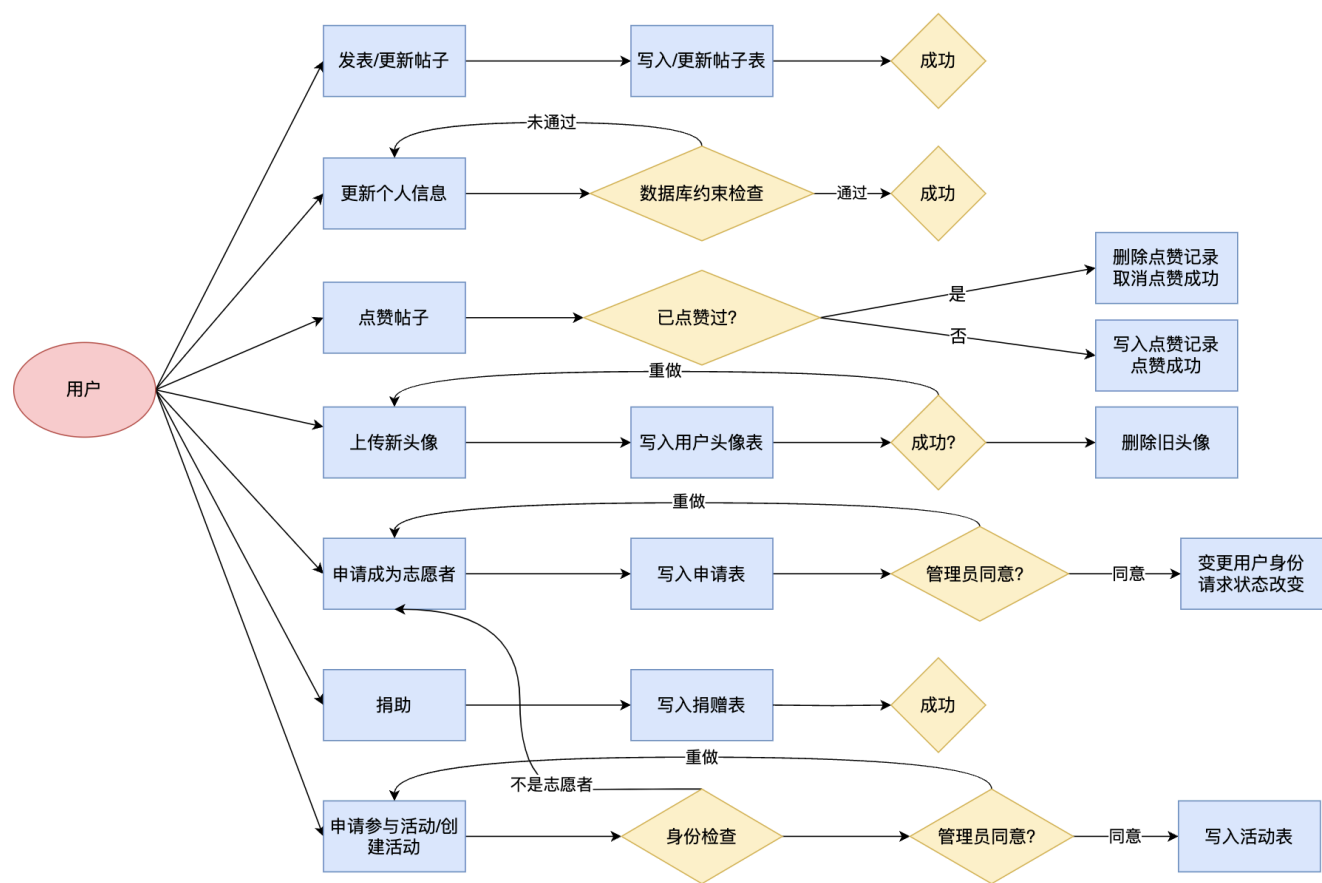 发表/更新帖子
写入/更新帖子表
成功
未通过
更新个人信息
数据库约束检查
通过
成功
点赞帖子
已点赞过?
是
删除点赞记录
取消点赞成功
否
写入点赞记录
点赞成功
用户
重做
上传新头像
写入用户头像表
成功?
删除旧头像
重做
申请成为志愿者
写入申请表
管理员同意?
同意
变更用户身份
请求状态改变
捐助
写入捐赠表
成功
重做
不是志愿者
申请参与活动/创
建活动
身份检查
管理员同意?
同意
写入活动表